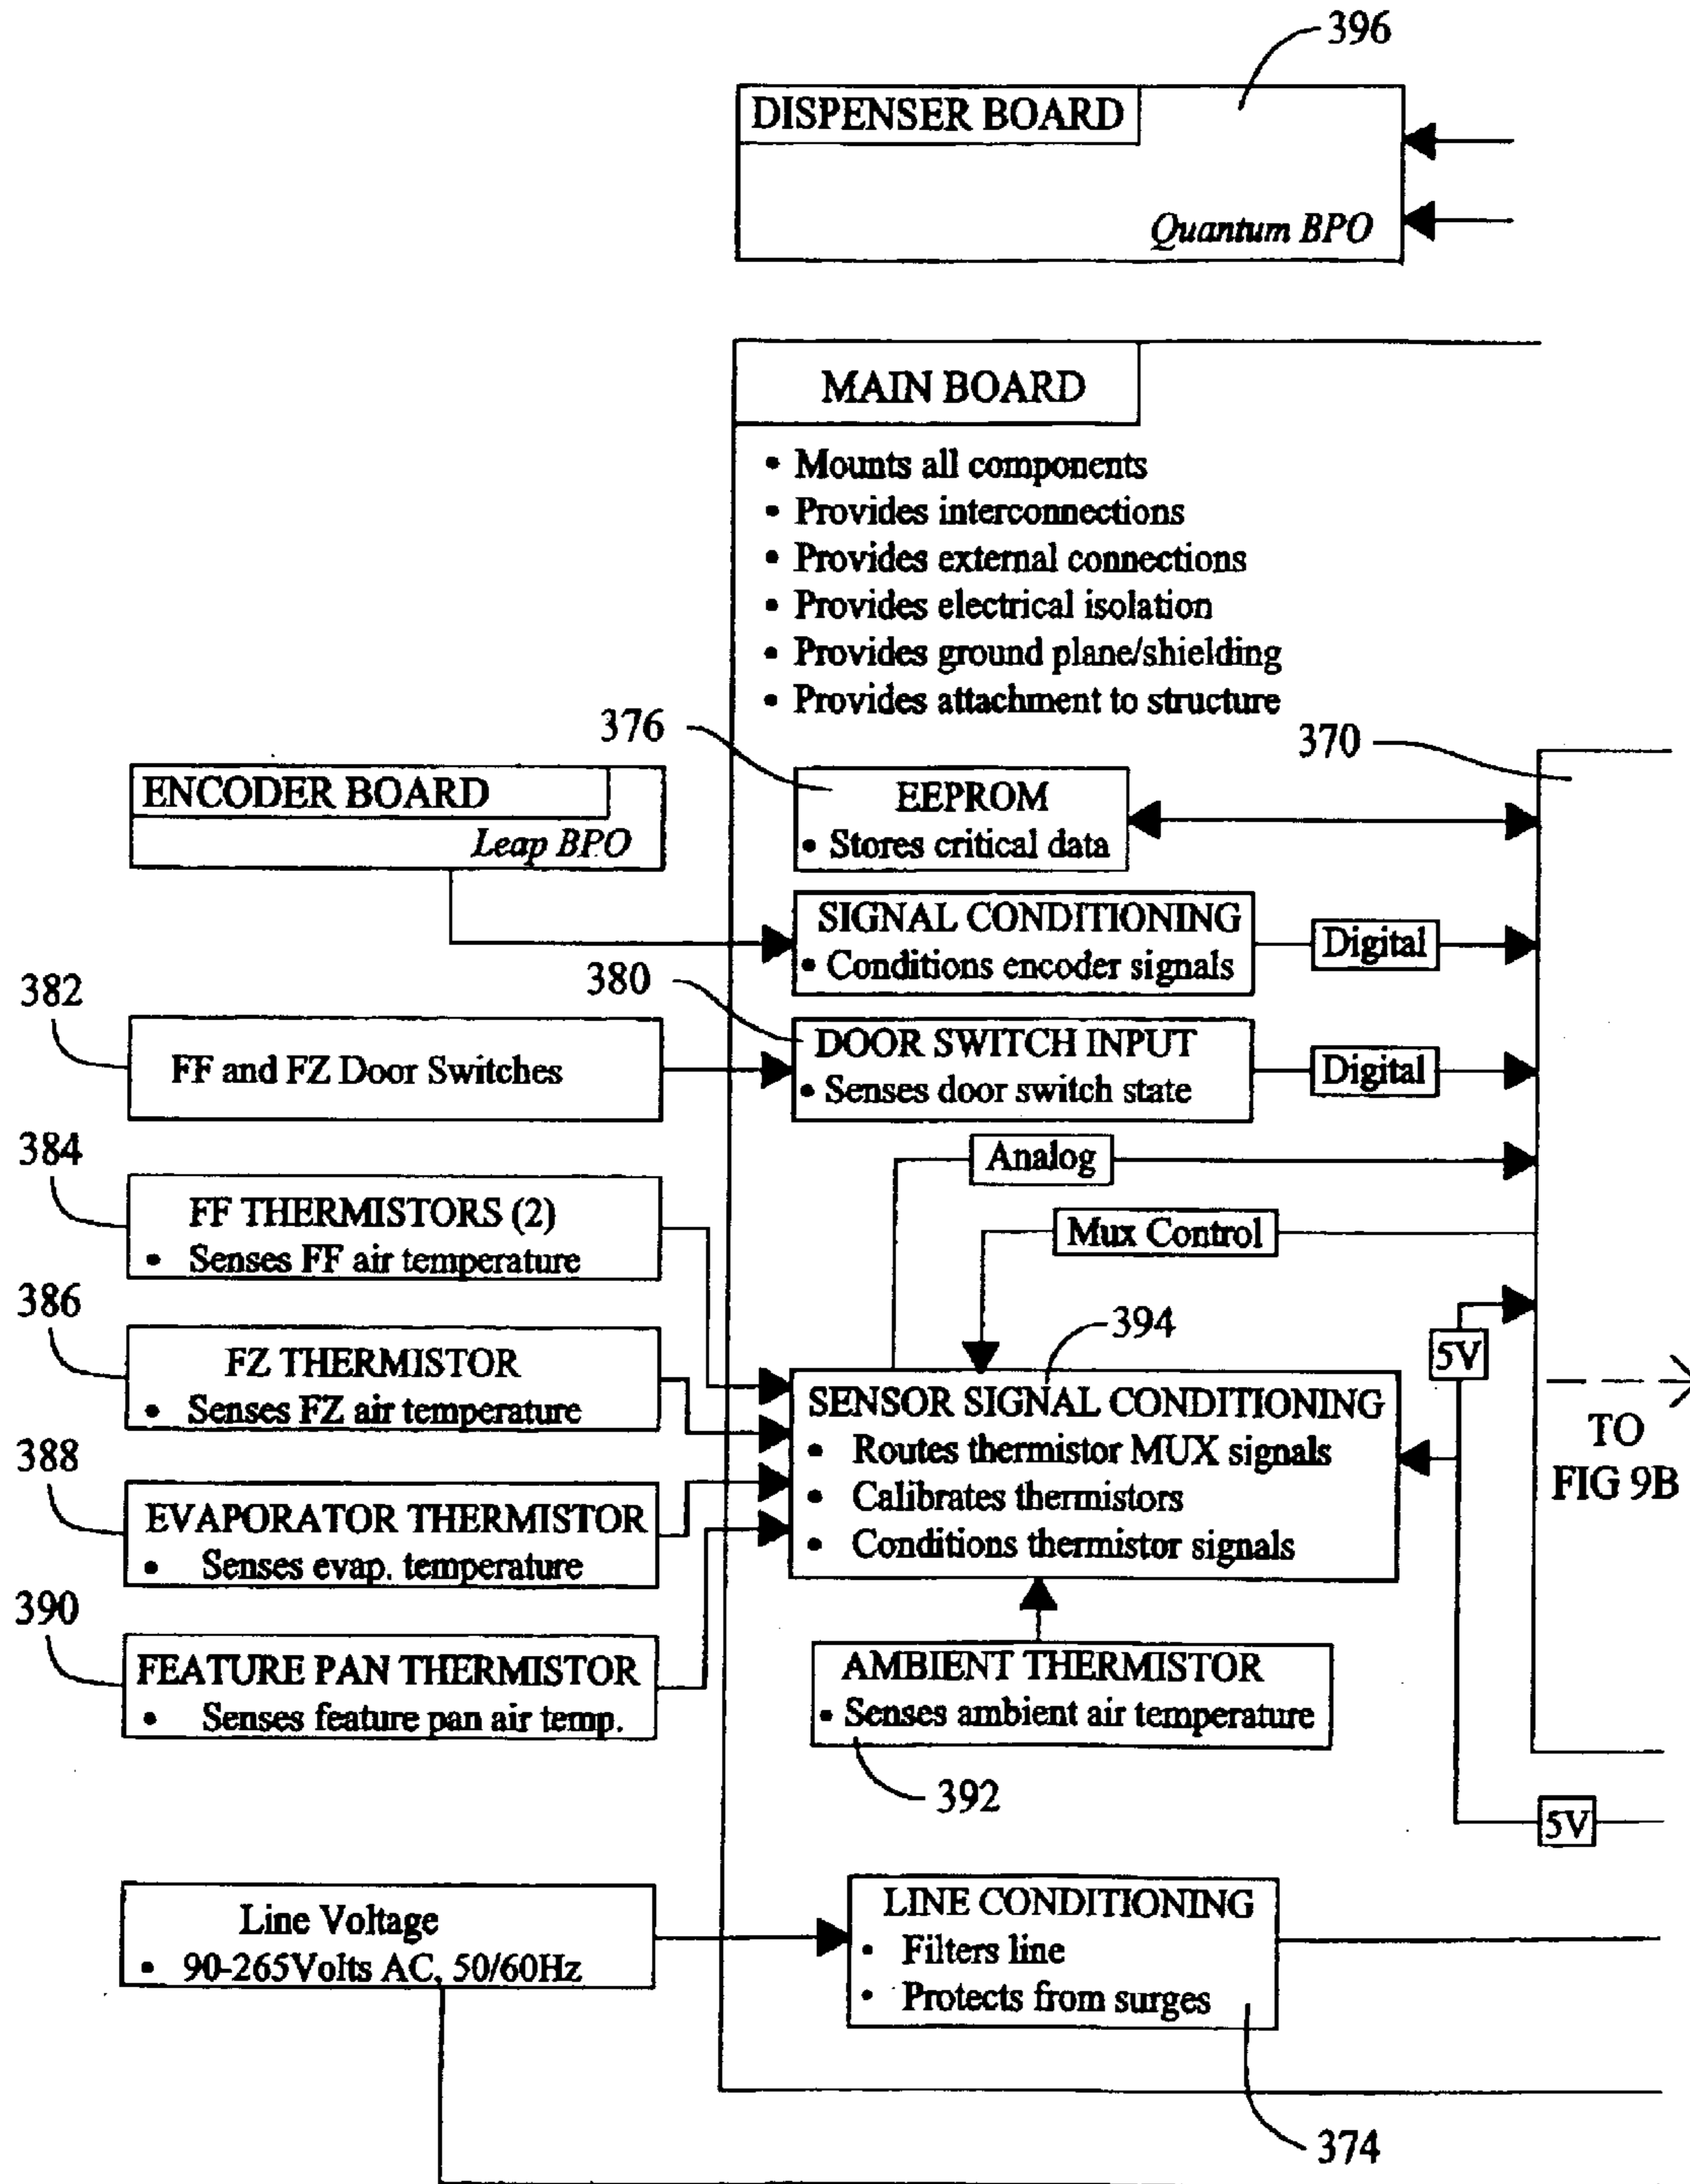 396
DISPENSER BOARD
Quantum BPO
MAIN BOARD
• Mounts all components
• Provides interconnections
• Provides external connections
• Provides electrical isolation
• Provides ground plane/shielding
• Provides attachment to structure
376
370
ENCODER BOARD
Leap BPO
EEPROM
• Stores critical data
SIGNAL CONDITIONING
• Conditions encoder signals
Digital
382
380
FF and FZ Door Switches
DOOR SWITCH INPUT
• Senses door switch state
Digital
384
Analog
FF THERMISTORS (2)
• Senses FF air temperature
Mux Control
386
394
FZ THERMISTOR
• Senses FZ air temperature
5V
SENSOR SIGNAL CONDITIONING
• Routes thermistor MUX signals
• Calibrates thermistors
• Conditions thermistor signals
TO
FIG 9B
388
EVAPORATOR THERMISTOR
• Senses evap. temperature
390
FEATURE PAN THERMISTOR
• Senses feature pan air temp.
AMBIENT THERMISTOR
• Senses ambient air temperature
392
5V
Line Voltage
• 90-265Volts AC, 50/60Hz
LINE CONDITIONING
• Filters line
• Protects from surges
374